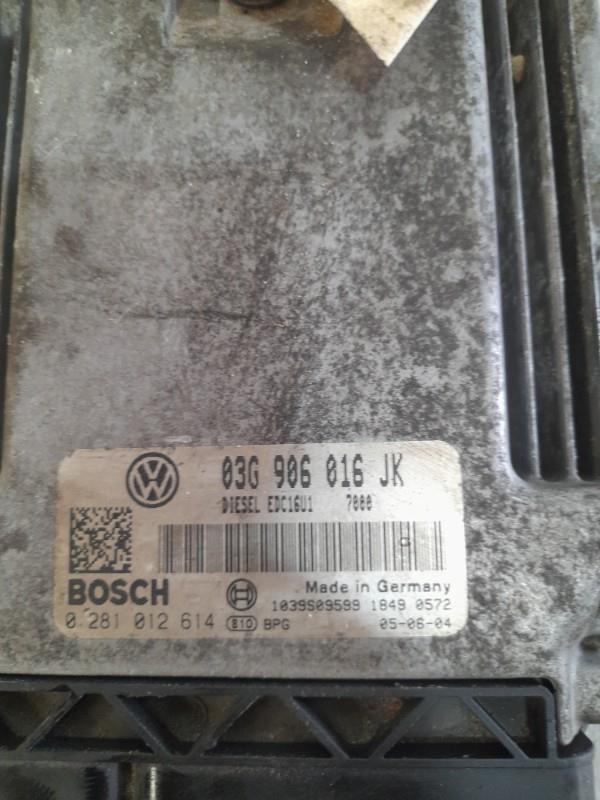 03G 906 016 JK
DIESEL EDC16U1 7000
BOSCH
Made in Germany
1039S09599 1849 0572
0 281 012 614 810 BPG 05-06-04